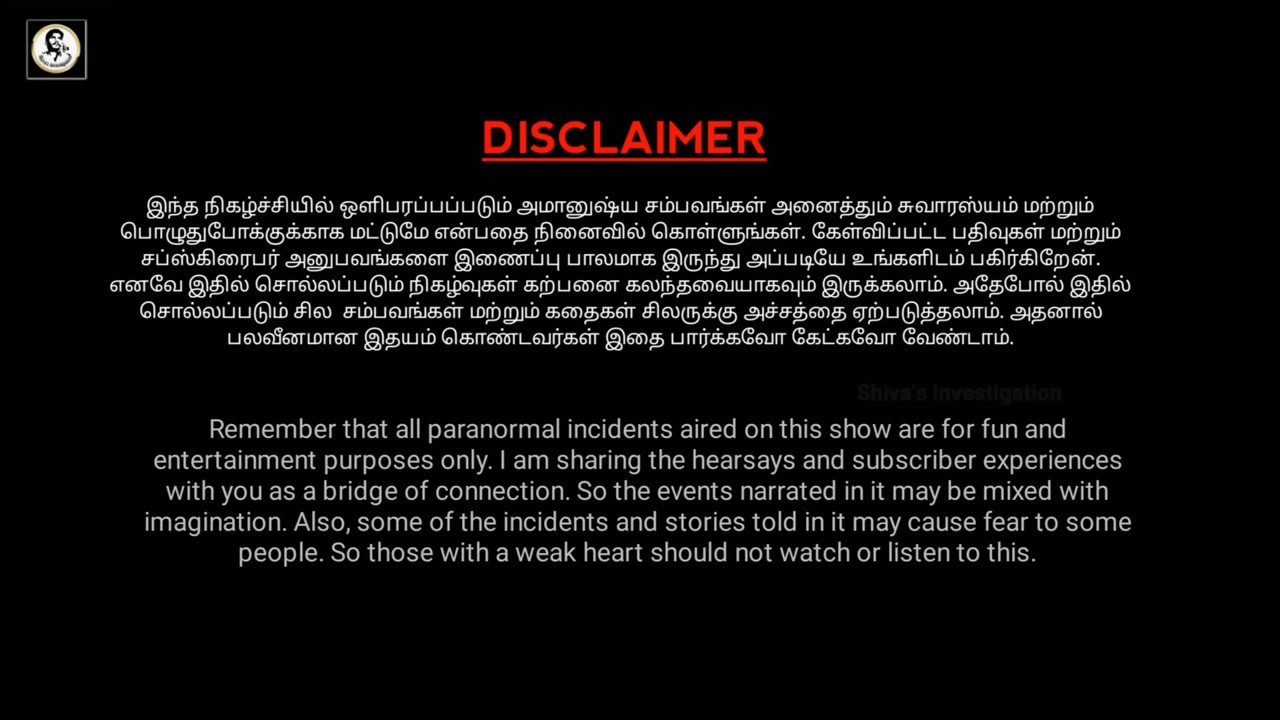 DISCLAIMER
இந்த நிகழ்ச்சியில் ஒளிபரப்பப்படும் அமானுஷ்ய சம்பவங்கள் அனைத்தும் சுவாரஸ்யம் மற்றும்
பொழுதுபோக்குக்காக மட்டுமே என்பதை நினைவில் கொள்ளுங்கள். கேள்விப்பட்ட பதிவுகள் மற்றும்
சப்ஸ்கிரைபர் அனுபவங்களை இணைப்பு பாலமாக இருந்து அப்படியே உங்களிடம் பகிர்கிறேன்.
எனவே இதில் சொல்லப்படும் நிகழ்வுகள் கற்பனை கலந்தவையாகவும் இருக்கலாம். அதேபோல் இதில்
சொல்லப்படும் சில சம்பவங்கள் மற்றும் கதைகள் சிலருக்கு அச்சத்தை ஏற்படுத்தலாம். அதனால்
பலவீனமான இதயம் கொண்டவர்கள் இதை பார்க்கவோ கேட்கவோ வேண்டாம்.
Shiva's investigation
Remember that all paranormal incidents aired on this show are for fun and
entertainment purposes only. I am sharing the hearsays and subscriber experiences
with you as a bridge of connection. So the events narrated in it may be mixed with
imagination. Also, some of the incidents and stories told in it may cause fear to some
people. So those with a weak heart should not watch or listen to this.